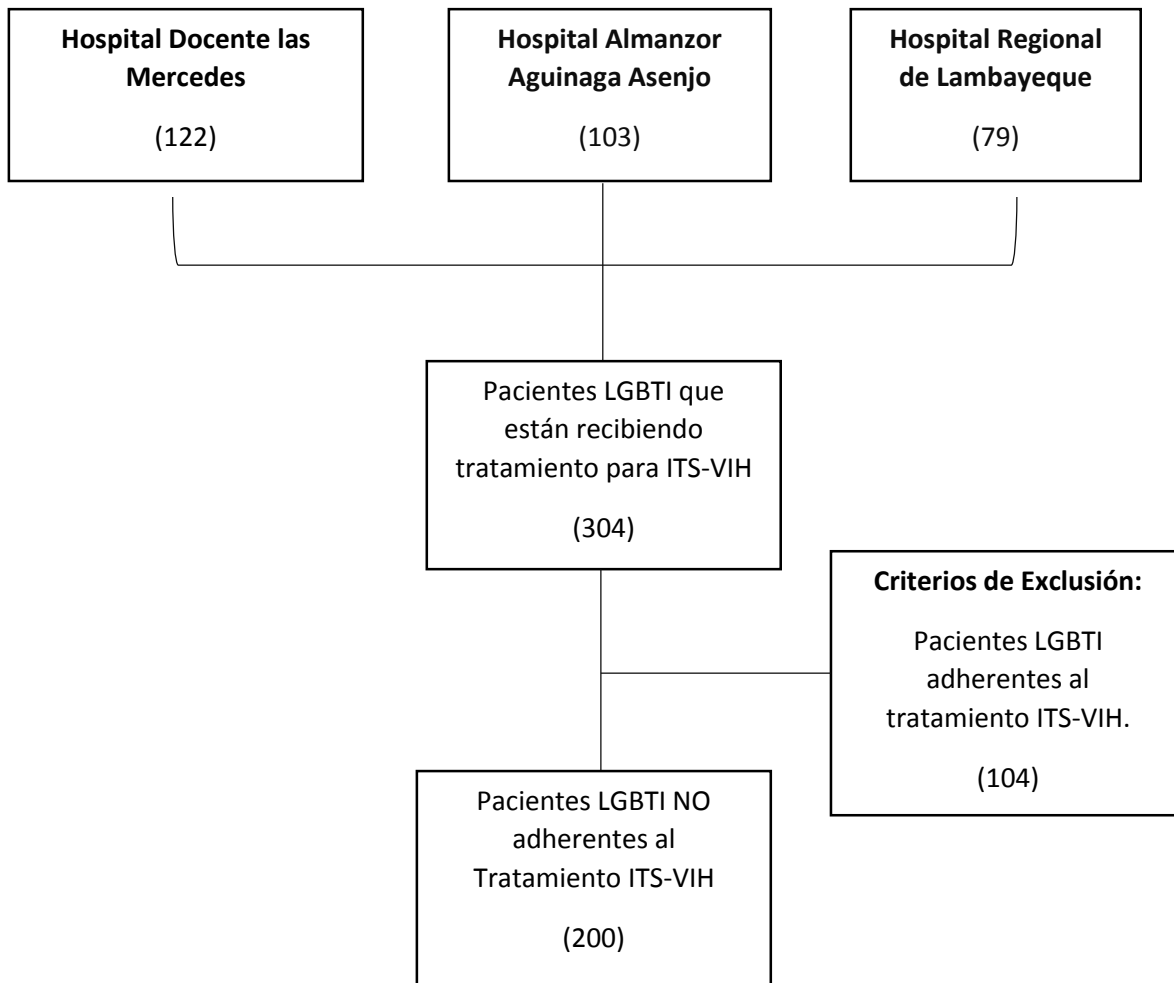 Hospital Docente las
Mercedes
(122)
Hospital Almanzor
Aguinaga Asenjo
(103)
Hospital Regional
de Lambayeque
(79)
Pacientes LGBTI que
están recibiendo
tratamiento para ITS-VIH
(304)
Criterios de Exclusión:
Pacientes LGBTI
adherentes al
tratamiento ITS-VIH.
(104)
Pacientes LGBTI NO
adherentes al
Tratamiento ITS-VIH
(200)